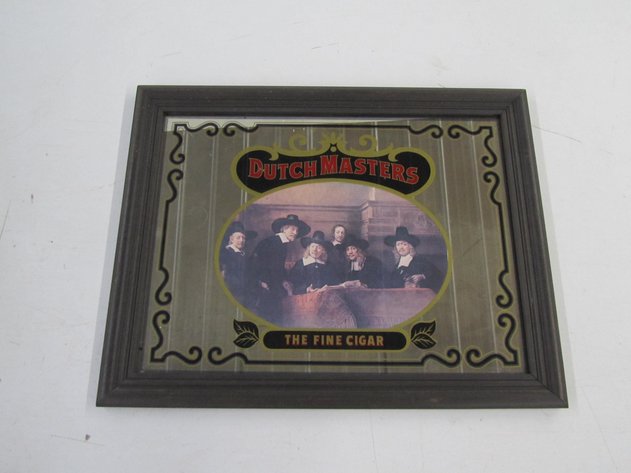 DUTCH MASTERS
THE FINE CIGAR